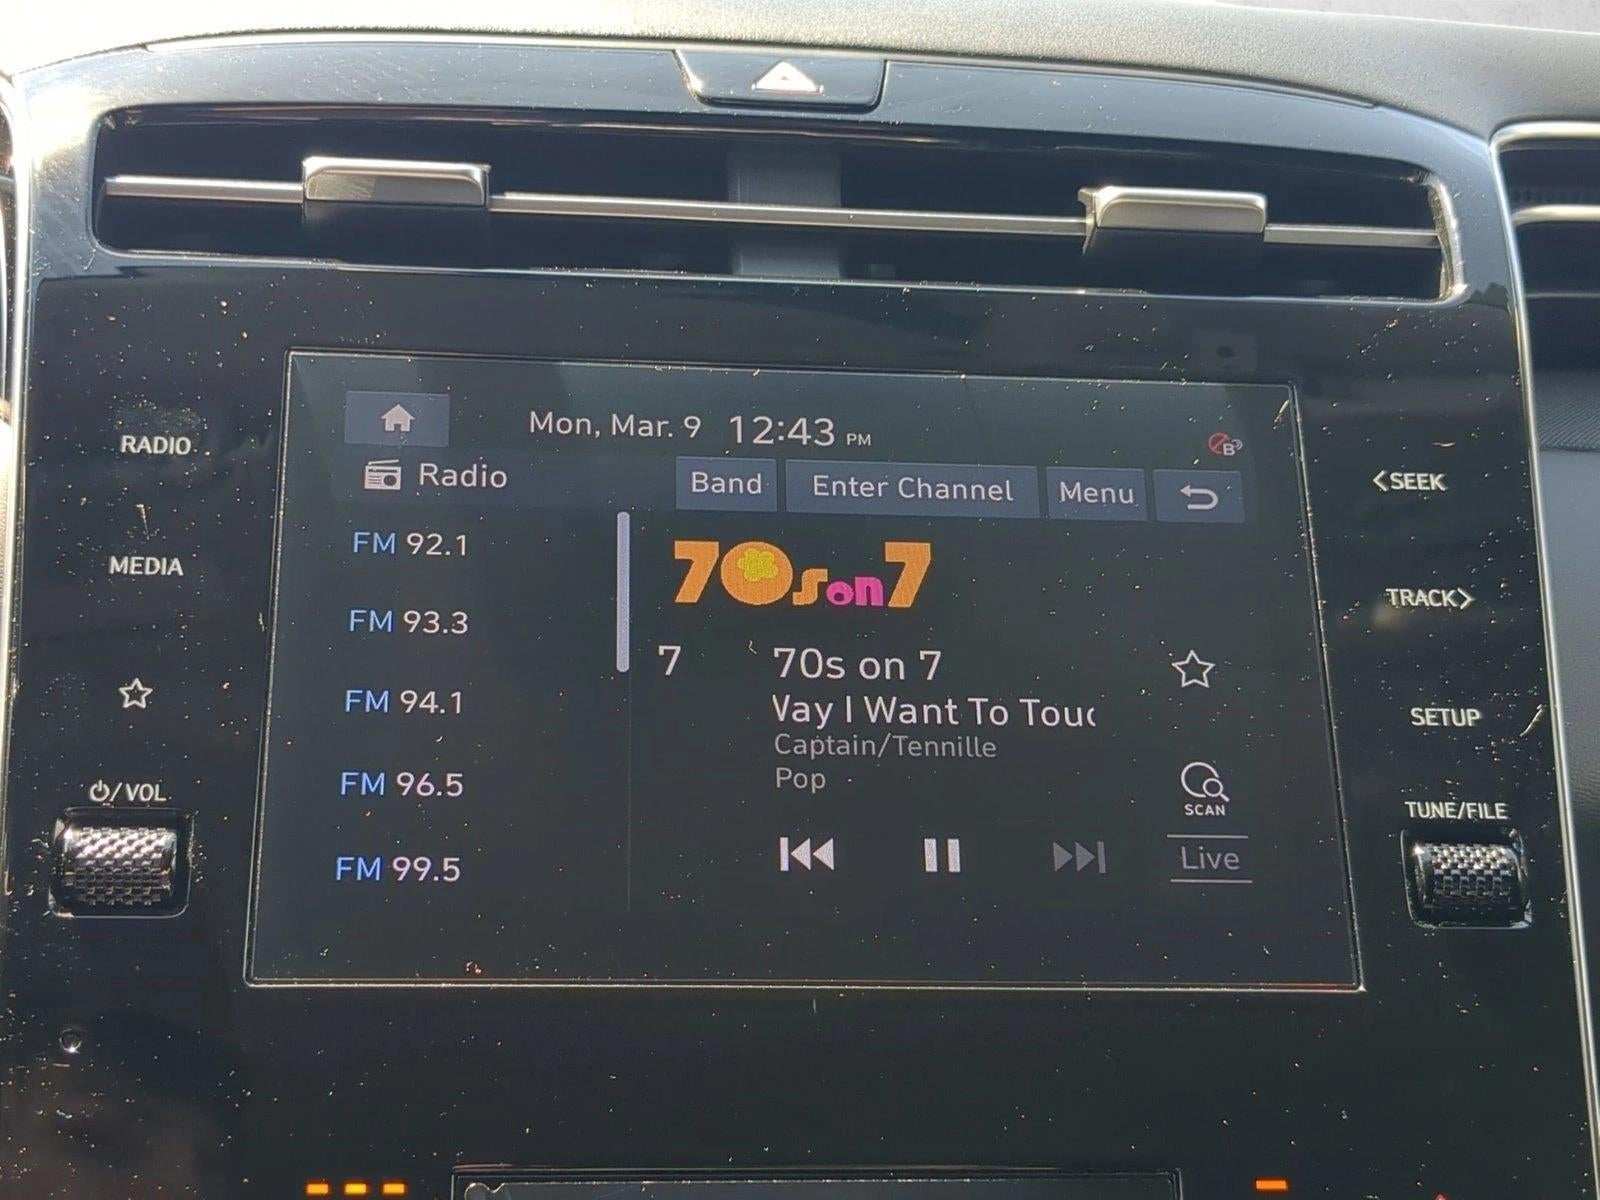 Mon, Mar. 9 12:43 PM
B
RADIO
Radio
Band
Enter Channel
Menu
<SEEK
FM 92.1
70s on 7
MEDIA
TRACK>
FM 93.3
7
70s on 7
FM 94.1
Way I Want To Touc
SETUP
Captain/Tennille
Pop
FM 96.5
/VOL
SCAN
TUNE/FILE
FM 99.5
Live